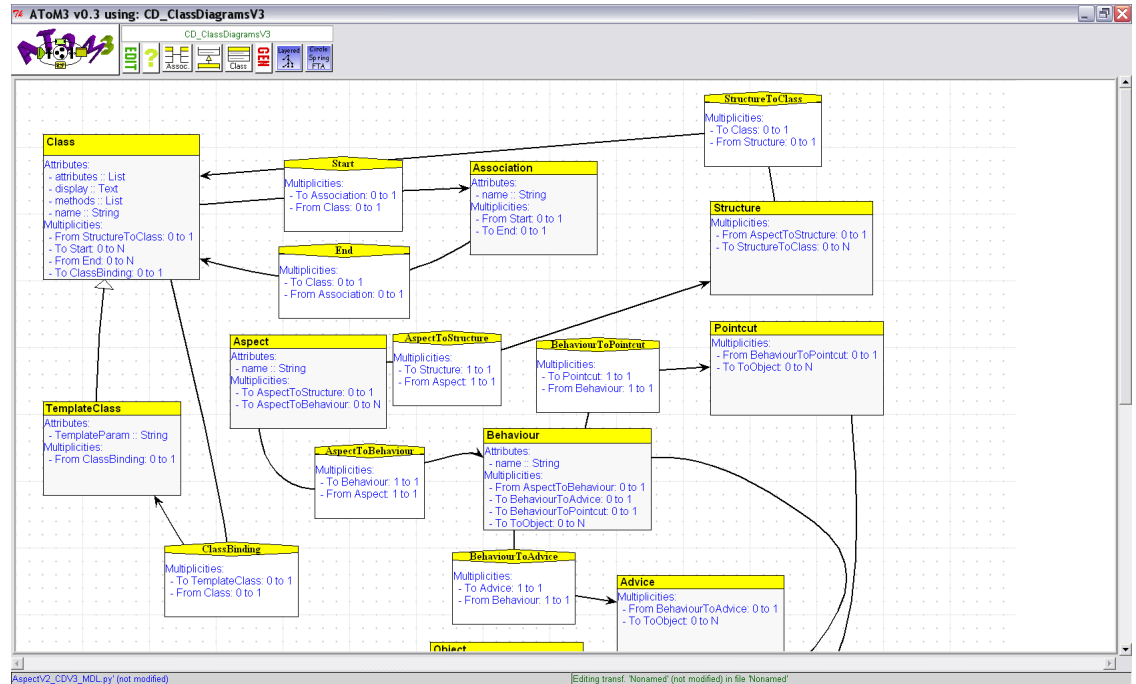 AToM3 v0.3 using: CD_ClassDiagramsV3
AToM3
CD_ClassDiagramsV3
EDIT
?
Assoc.
Class
GEN
Layered
Circle
Spring
FTA
StructureToClass
Multiplicities:
- To Class: 0 to 1
- From Structure: 0 to 1
Class
Attributes:
- attributes :: List
- display :: Text
- methods :: List
- name :: String
Multiplicities:
- From StructureToClass: 0 to 1
- To Start: 0 to N
- From End: 0 to N
- To ClassBinding: 0 to 1
Start
Multiplicities:
- To Association: 0 to 1
- From Class: 0 to 1
Association
Attributes:
- name :: String
Multiplicities:
- From Start: 0 to 1
- To End: 0 to 1
Structure
Multiplicities:
- From AspectToStructure: 0 to 1
- To StructureToClass: 0 to N
End
Multiplicities:
- To Class: 0 to 1
- From Association: 0 to 1
Aspect
Attributes:
- name :: String
Multiplicities:
- To AspectToStructure: 0 to 1
- To AspectToBehaviour: 0 to N
AspectToStructure
Multiplicities:
- To Structure: 1 to 1
- From Aspect: 1 to 1
BehaviourToPointcut
Multiplicities:
- To Pointcut: 1 to 1
- From Behaviour: 1 to 1
Pointcut
Multiplicities:
- From BehaviourToPointcut: 0 to 1
- To ToObject: 0 to N
TemplateClass
Attributes:
- TemplateParam :: String
Multiplicities:
- From ClassBinding: 0 to 1
AspectToBehaviour
Multiplicities:
- To Behaviour: 1 to 1
- From Aspect: 1 to 1
Behaviour
Attributes:
- name :: String
Multiplicities:
- From AspectToBehaviour: 0 to 1
- To BehaviourToAdvice: 0 to 1
- To BehaviourToPointcut: 0 to 1
- To ToObject: 0 to N
ClassBinding
Multiplicities:
- To TemplateClass: 0 to 1
- From Class: 0 to 1
BehaviourToAdvice
Multiplicities:
- To Advice: 1 to 1
- From Behaviour: 1 to 1
Advice
Multiplicities:
- From BehaviourToAdvice: 0 to 1
- To ToObject: 0 to N
Object
AspectV2_CDV3_MDL.py' (not modified)
Editing transf. 'Nonamed' (not modified) in file 'Nonamed'